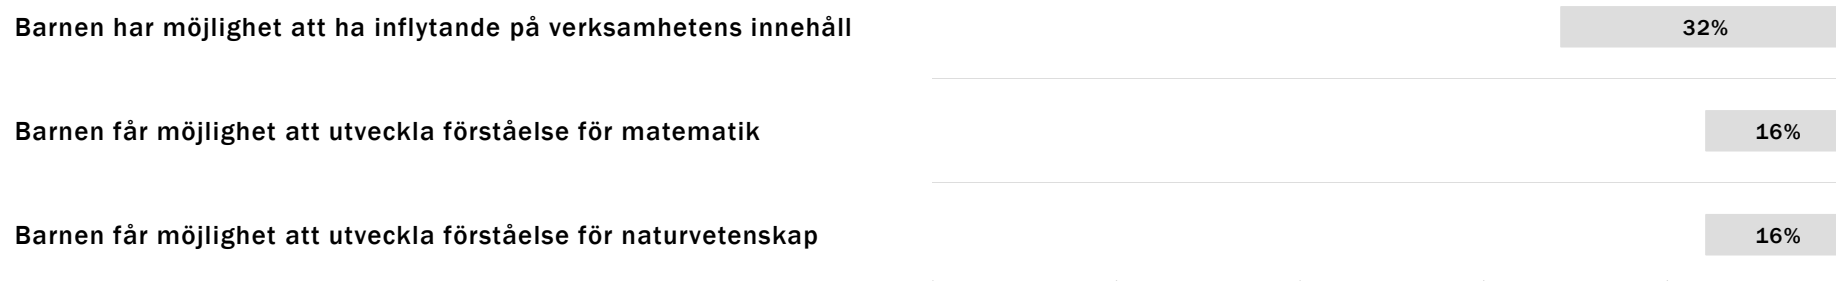 Barnen har möjlighet att ha inflytande på verksamhetens innehåll 32%
Barnen får möjlighet att utveckla förståelse för matematik 16%
Barnen får möjlighet att utveckla förståelse för naturvetenskap 16%